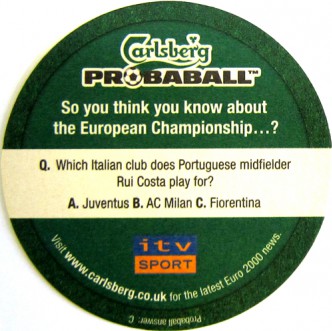 Carlsberg
PROBABALL™
So you think you know about
the European Championship...?
Q. Which Italian club does Portuguese midfielder
Rui Costa play for?
A. Juventus B. AC Milan C. Fiorentina
itv
SPORT
Visit www.carlsberg.co.uk for the latest Euro 2000 news.
Probaball answer: C